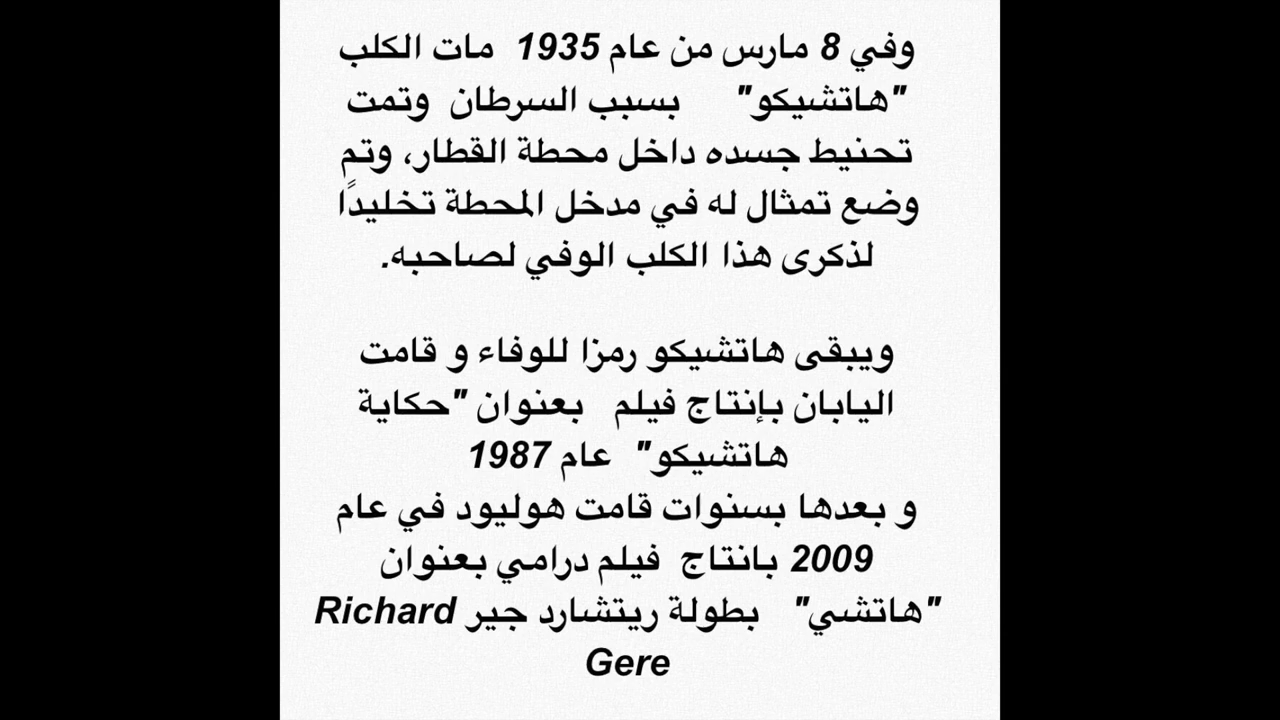 وفي 8 مارس من عام 1935 مات الكلب
"هاتشيكو" بسبب السرطان وتمت
تحنيط جسده داخل محطة القطار، وتم
وضع تمثال له في مدخل المحطة تخليدًا
لذكرى هذا الكلب الوفي لصاحبه.
ويبقى هاتشيكو رمزا للوفاء و قامت
اليابان بإنتاج فيلم بعنوان "حكاية
هاتشيكو" عام 1987
و بعدها بسنوات قامت هوليود في عام
2009 بانتاج فيلم درامي بعنوان
"هاتشي" بطولة ريتشارد جير Richard
Gere